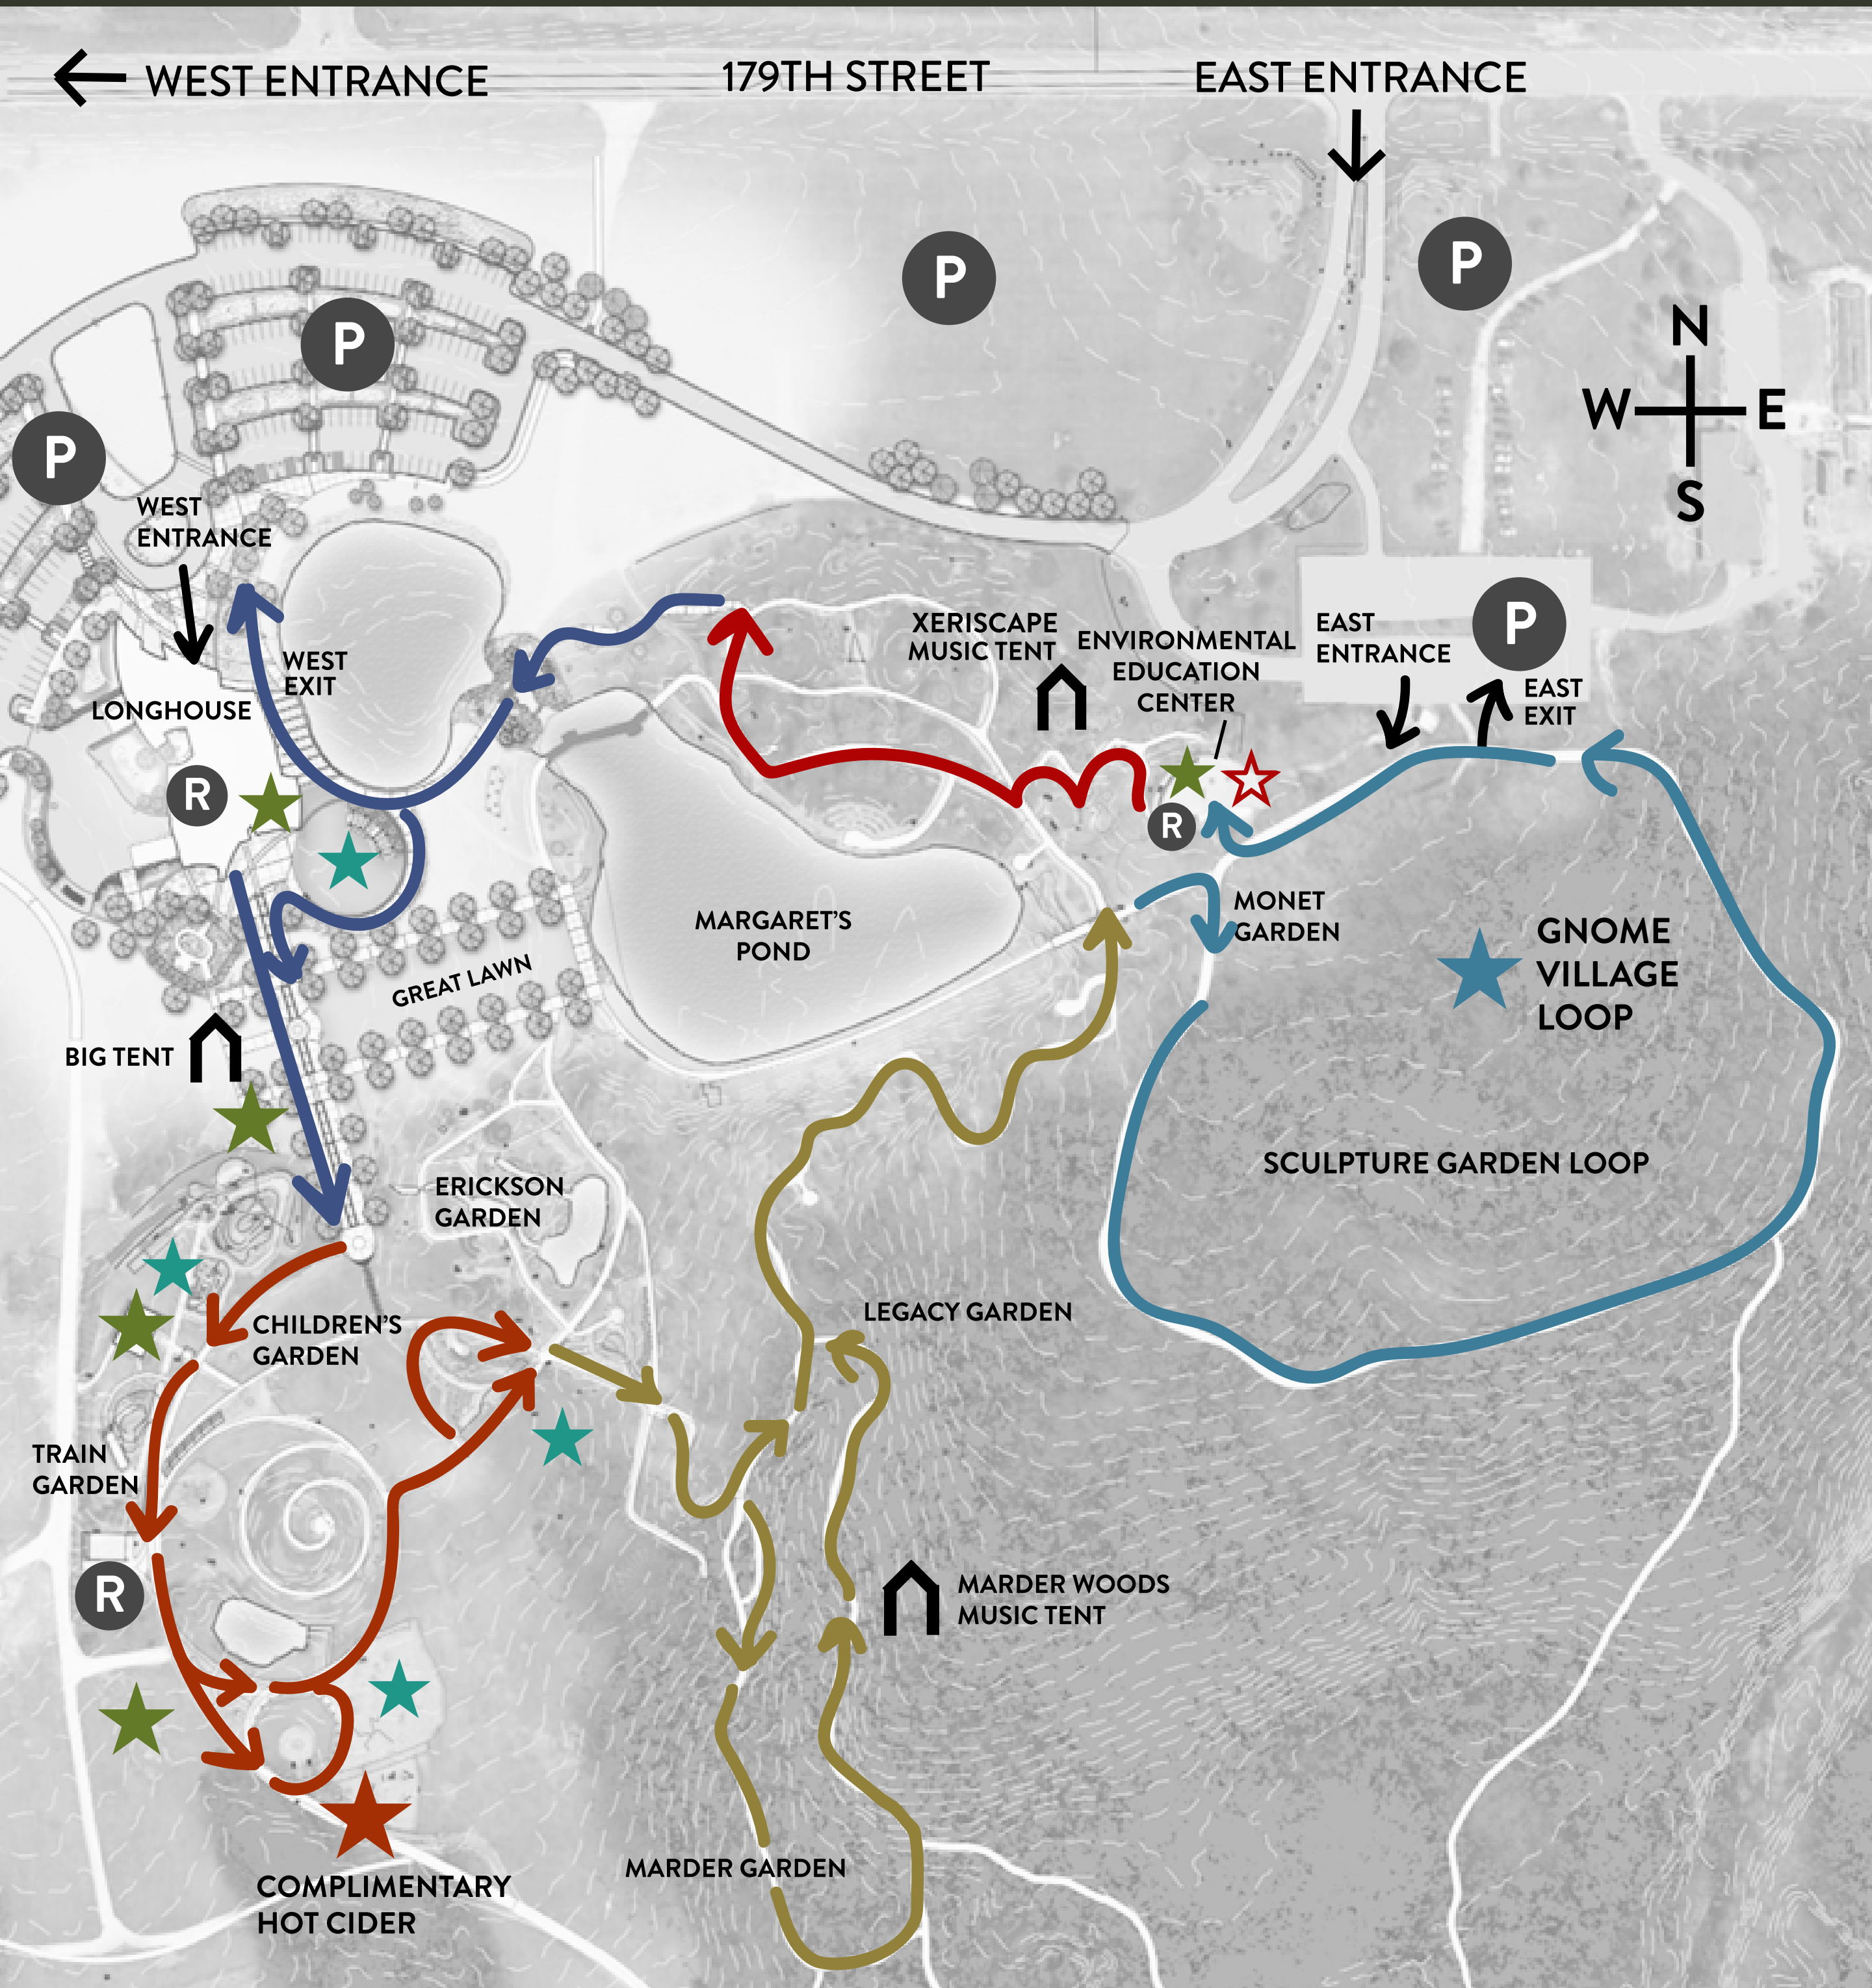 WEST ENTRANCE
179TH STREET
EAST ENTRANCE
P
P
P
P
N
W E
S
WEST
ENTRANCE
P
XERISCAPE
MUSIC TENT
ENVIRONMENTAL
EDUCATION
CENTER
EAST
ENTRANCE
EAST
EXIT
WEST
EXIT
LONGHOUSE
R
R
MONET
GARDEN
MARGARET'S
POND
GNOME
VILLAGE
LOOP
GREAT LAWN
BIG TENT
SCULPTURE GARDEN LOOP
ERICKSON
GARDEN
LEGACY GARDEN
CHILDREN'S
GARDEN
TRAIN
GARDEN
R
MARDER WOODS
MUSIC TENT
MARDER GARDEN
COMPLIMENTARY
HOT CIDER